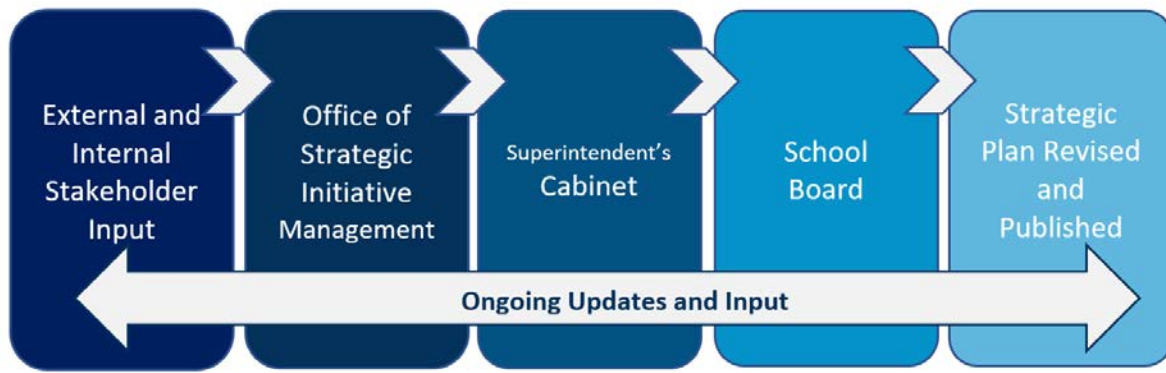 External and
Internal
Stakeholder
Input
Office of
Strategic
Initiative
Management
Superintendent's
Cabinet
School
Board
Strategic
Plan Revised
and
Published
Ongoing Updates and Input